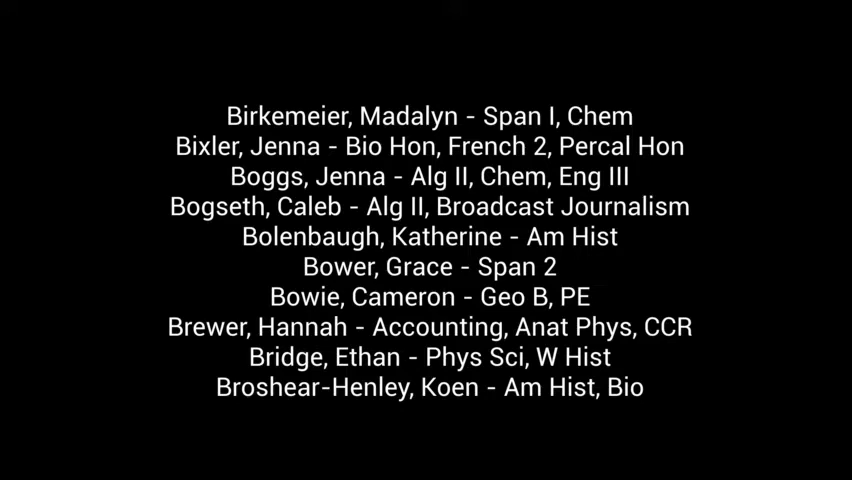 Birkemeier, Madalyn - Span I, Chem
Bixler, Jenna - Bio Hon, French 2, Percal Hon
Boggs, Jenna - Alg II, Chem, Eng III
Bogseth, Caleb - Alg II, Broadcast Journalism
Bolenbaugh, Katherine - Am Hist
Bower, Grace - Span 2
Bowie, Cameron - Geo B, PE
Brewer, Hannah - Accounting, Anat Phys, CCR
Bridge, Ethan - Phys Sci, W Hist
Broshear-Henley, Koen - Am Hist, Bio